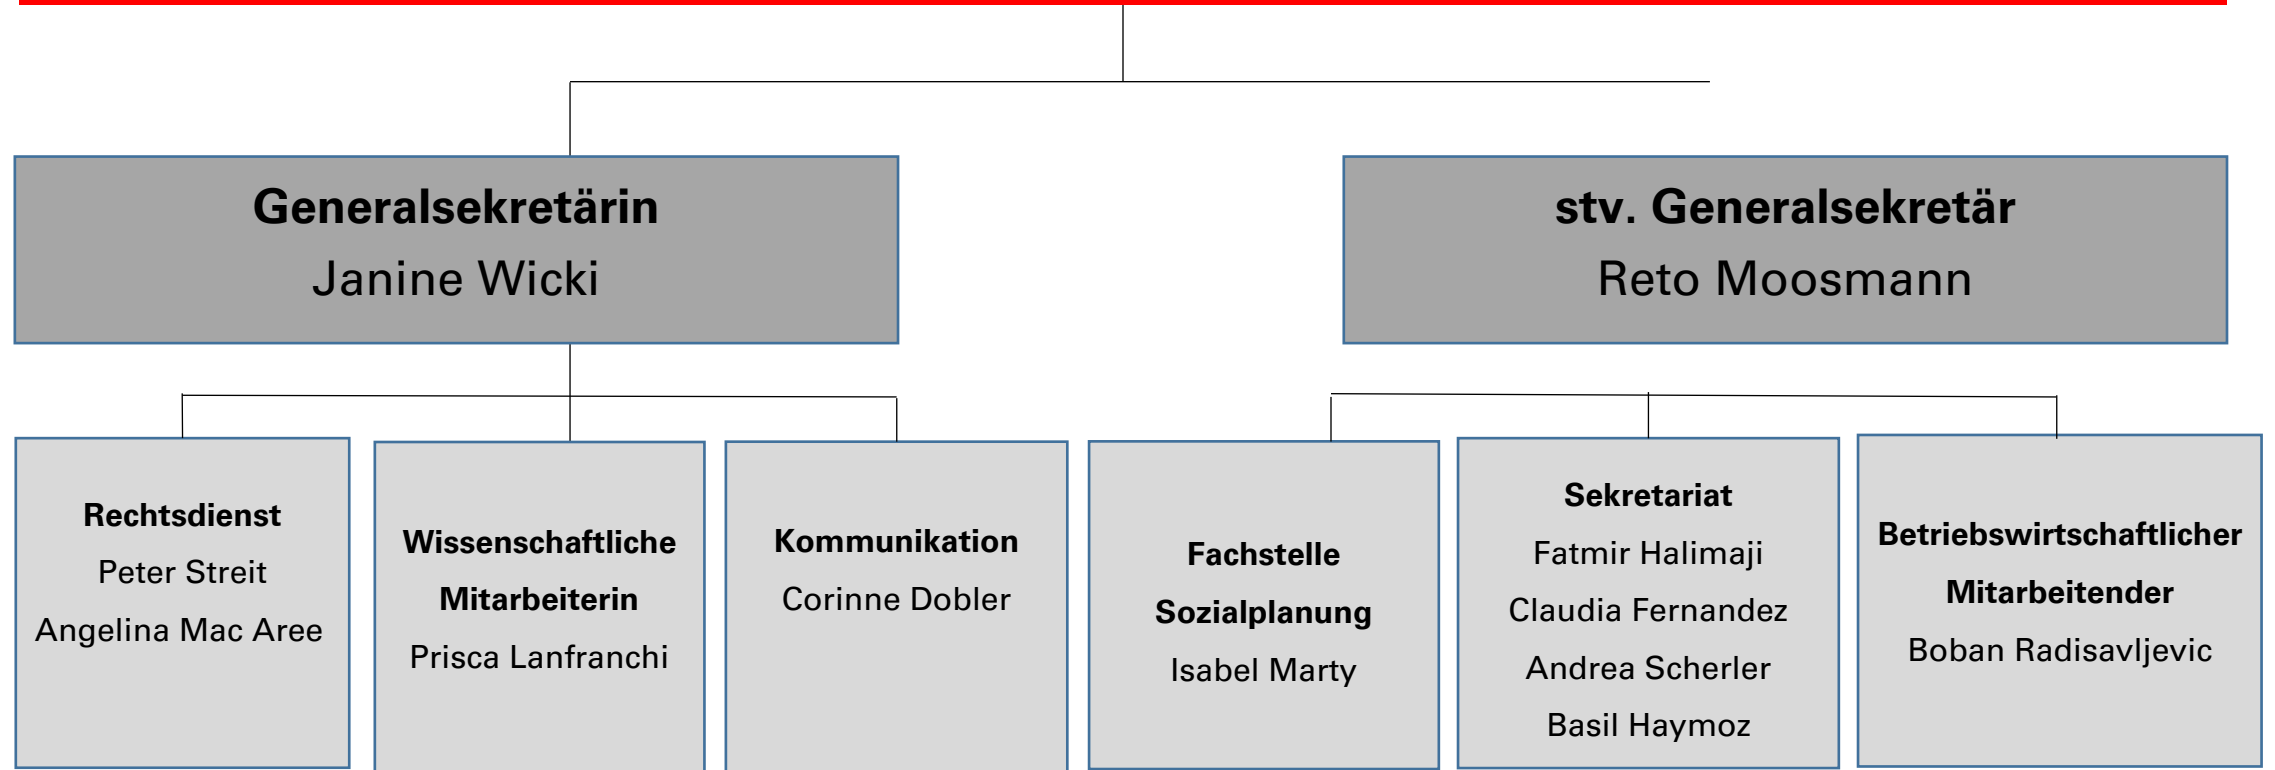 Generalsekretärin
Janine Wicki
stv. Generalsekretär
Reto Moosmann
Rechtsdienst
Peter Streit
Angelina Mac Aree
Wissenschaftliche
Mitarbeiterin
Prisca Lanfranchi
Kommunikation
Corinne Dobler
Fachstelle
Sozialplanung
Isabel Marty
Sekretariat
Fatmir Halimaji
Claudia Fernandez
Andrea Scherler
Basil Haymoz
Betriebswirtschaftlicher
Mitarbeitender
Boban Radisavljevic